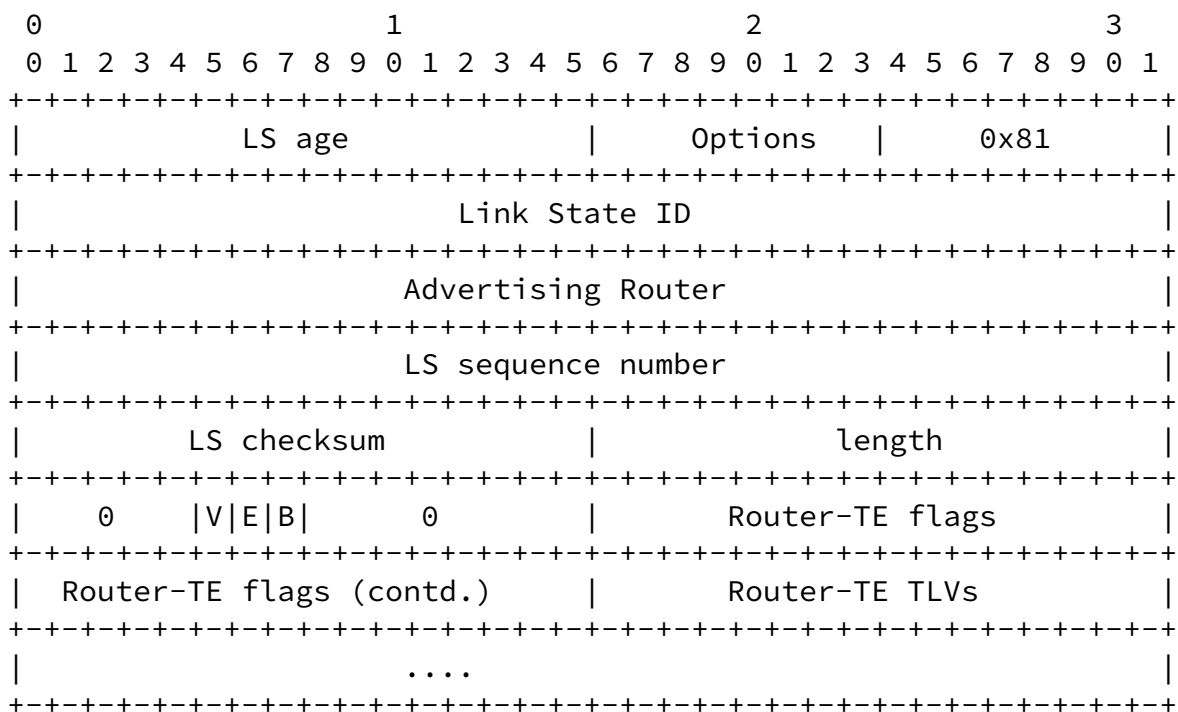 0                   1                   2                   3
 0 1 2 3 4 5 6 7 8 9 0 1 2 3 4 5 6 7 8 9 0 1 2 3 4 5 6 7 8 9 0 1
+-+-+-+-+-+-+-+-+-+-+-+-+-+-+-+-+-+-+-+-+-+-+-+-+-+-+-+-+-+-+-+-+
|            LS age             |     Options   |     0x81      |
+-+-+-+-+-+-+-+-+-+-+-+-+-+-+-+-+-+-+-+-+-+-+-+-+-+-+-+-+-+-+-+-+
|                        Link State ID                          |
+-+-+-+-+-+-+-+-+-+-+-+-+-+-+-+-+-+-+-+-+-+-+-+-+-+-+-+-+-+-+-+-+
|                     Advertising Router                        |
+-+-+-+-+-+-+-+-+-+-+-+-+-+-+-+-+-+-+-+-+-+-+-+-+-+-+-+-+-+-+-+-+
|                     LS sequence number                        |
+-+-+-+-+-+-+-+-+-+-+-+-+-+-+-+-+-+-+-+-+-+-+-+-+-+-+-+-+-+-+-+-+
|         LS checksum           |             length            |
+-+-+-+-+-+-+-+-+-+-+-+-+-+-+-+-+-+-+-+-+-+-+-+-+-+-+-+-+-+-+-+-+
|    0    |V|E|B|      0        |       Router-TE flags         |
+-+-+-+-+-+-+-+-+-+-+-+-+-+-+-+-+-+-+-+-+-+-+-+-+-+-+-+-+-+-+-+-+
|  Router-TE flags (contd.)     |       Router-TE TLVs          |
+-+-+-+-+-+-+-+-+-+-+-+-+-+-+-+-+-+-+-+-+-+-+-+-+-+-+-+-+-+-+-+-+
|                     ....                                      |
+-+-+-+-+-+-+-+-+-+-+-+-+-+-+-+-+-+-+-+-+-+-+-+-+-+-+-+-+-+-+-+-+